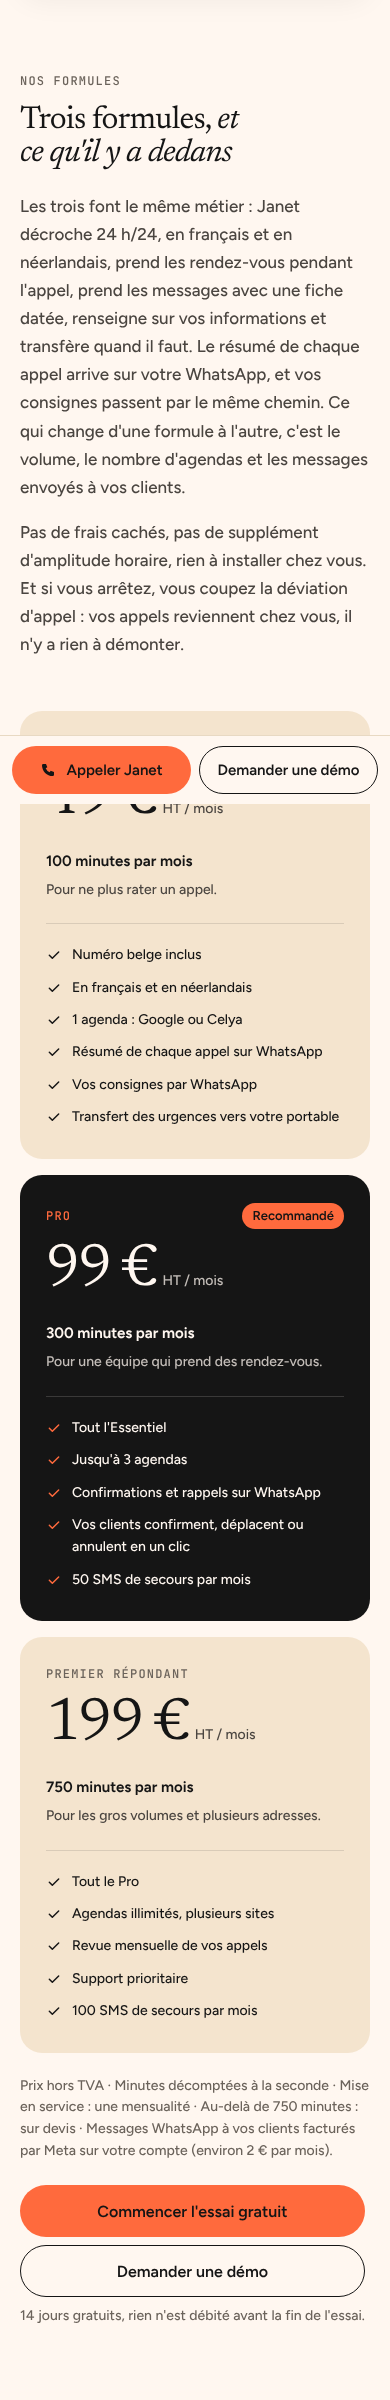 NOS FORMULES
Trois formules, et
ce qu'il y a dedans
Les trois font le même métier : Janet
décroche 24 h/24, en français et en
néerlandais, prend les rendez-vous pendant
l'appel, prend les messages avec une fiche
datée, renseigne sur vos informations et
transfère quand il faut. Le résumé de chaque
appel arrive sur votre WhatsApp, et vos
consignes passent par le même chemin. Ce
qui change d'une formule à l'autre, c'est le
volume, le nombre d'agendas et les messages
envoyés à vos clients.
Pas de frais cachés, pas de supplément
d'amplitude horaire, rien à installer chez vous.
Et si vous arrêtez, vous coupez la déviation
d'appel : vos appels reviennent chez vous, il
n'y a rien à démonter.
Appeler Janet
Demander une démo
€ HT / mois
100 minutes par mois
Pour ne plus rater un appel.
Numéro belge inclus
En français et en néerlandais
1 agenda : Google ou Celya
Résumé de chaque appel sur WhatsApp
Vos consignes par WhatsApp
Transfert des urgences vers votre portable
PRO
Recommandé
99 € HT / mois
300 minutes par mois
Pour une équipe qui prend des rendez-vous.
Tout l'Essentiel
Jusqu'à 3 agendas
Confirmations et rappels sur WhatsApp
Vos clients confirment, déplacent ou
annulent en un clic
50 SMS de secours par mois
PREMIER RÉPONDANT
199 € HT / mois
750 minutes par mois
Pour les gros volumes et plusieurs adresses.
Tout le Pro
Agendas illimités, plusieurs sites
Revue mensuelle de vos appels
Support prioritaire
100 SMS de secours par mois
Prix hors TVA · Minutes décomptées à la seconde · Mise
en service : une mensualité · Au-delà de 750 minutes :
sur devis · Messages WhatsApp à vos clients facturés
par Meta sur votre compte (environ 2 € par mois).
Commencer l'essai gratuit
Demander une démo
14 jours gratuits, rien n'est débité avant la fin de l'essai.